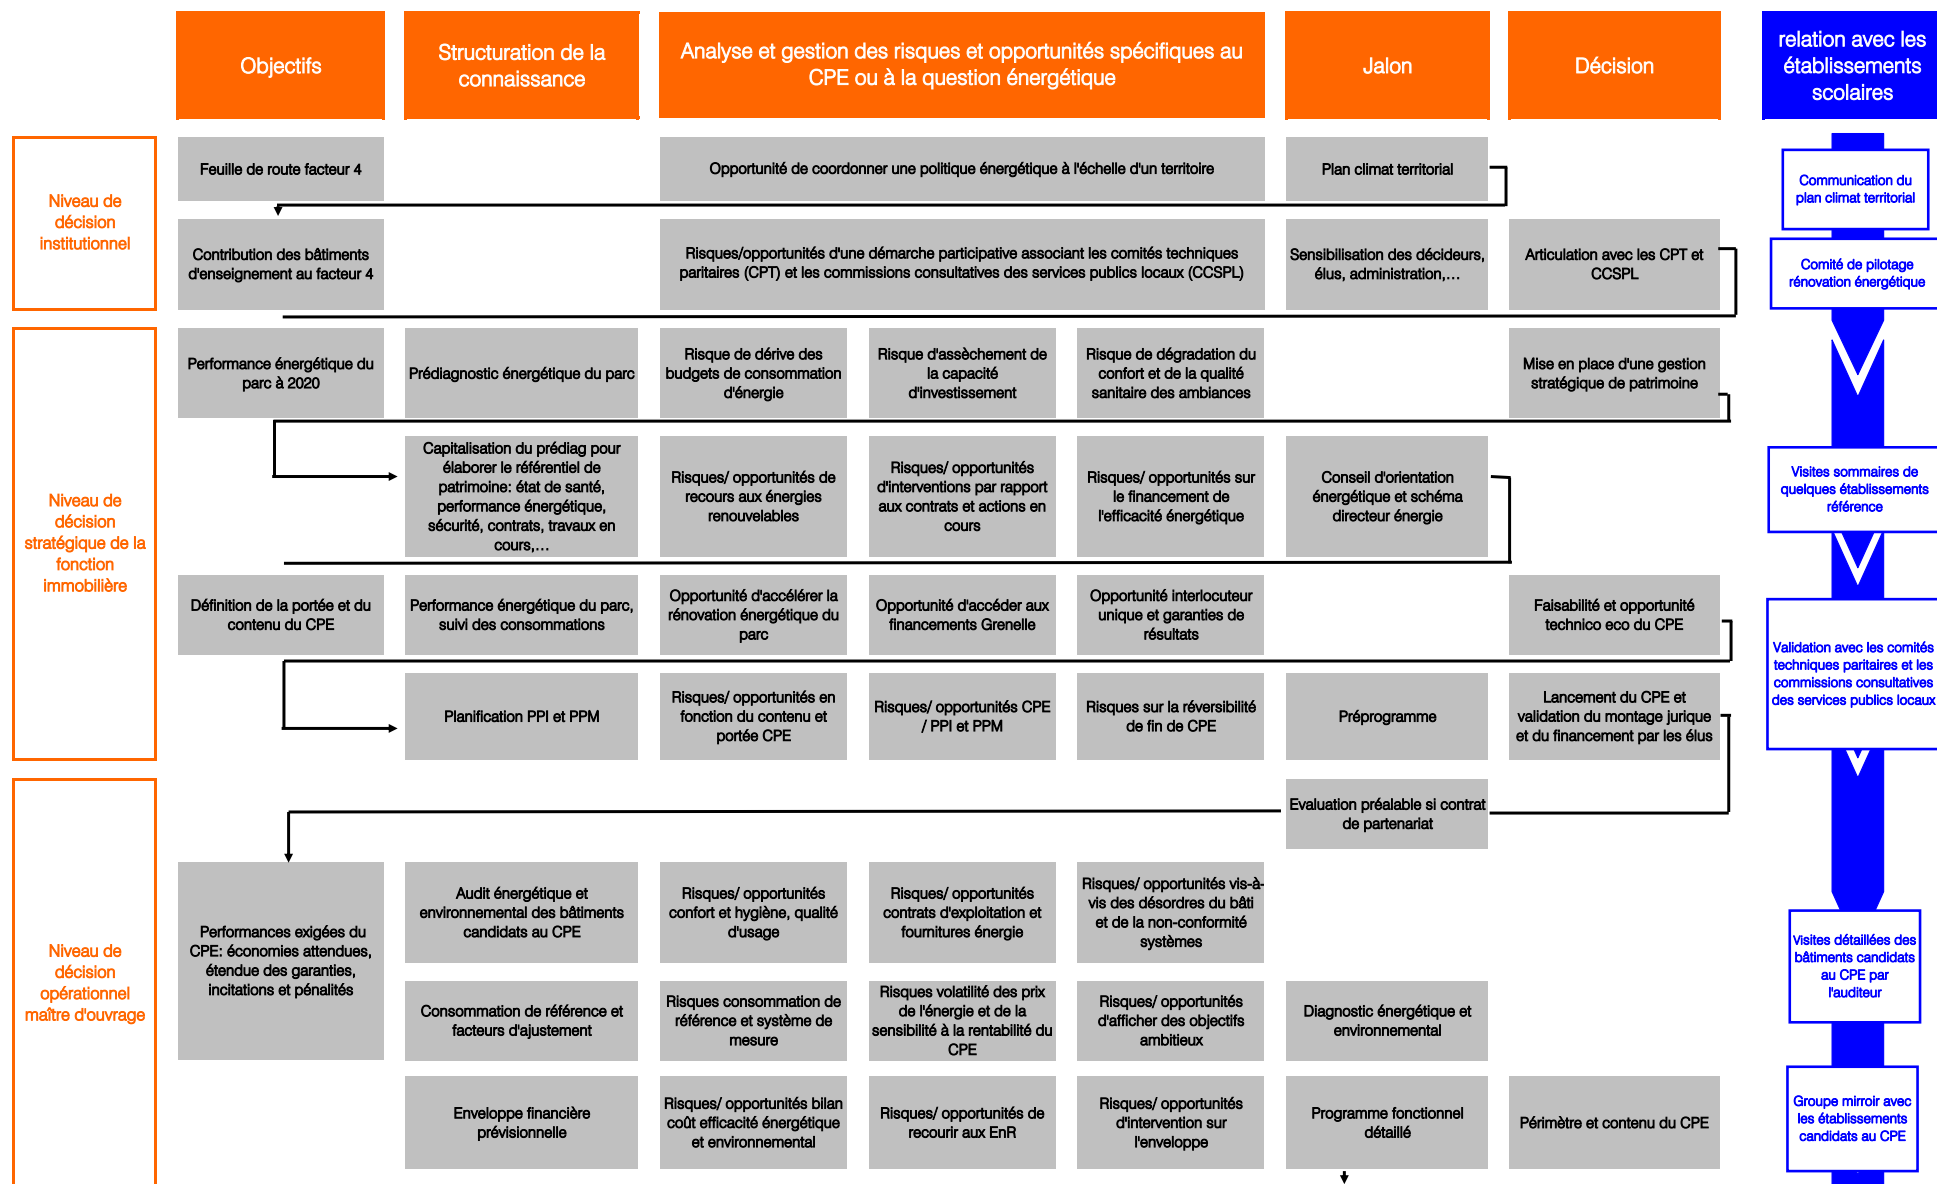 Objectifs
Structuration de la
connaissance
Analyse et gestion des risques et opportunités spécifiques au
CPE ou à la question énergétique
Jalon
Décision
relation avec les
établissements
scolaires
Niveau de
décision
institutionnel
Feuille de route facteur 4
Opportunité de coordonner une politique énergétique à l'échelle d'un territoire
Plan climat territorial
Communication du
plan climat territorial
Contribution des bâtiments
d'enseignement au facteur 4
Risques/opportunités d'une démarche participative associant les comités techniques
paritaires (CPT) et les commissions consultatives des services publics locaux (CCSPL)
Sensibilisation des décideurs,
élus, administration,…
Articulation avec les CPT et
CCSPL
Comité de pilotage
rénovation énergétique
Niveau de
décision
stratégique de la
fonction
immobilière
Performance énergétique du
parc à 2020
Prédiagnostic énergétique du parc
Risque de dérive des
budgets de consommation
d'énergie
Risque d'assèchement de
la capacité
d'investissement
Risque de dégradation du
confort et de la qualité
sanitaire des ambiances
Mise en place d'une gestion
stratégique de patrimoine
Capitalisation du prédiag pour
élaborer le référentiel de
patrimoine: état de santé,
performance énergétique,
sécurité, contrats, travaux en
cours,…
Risques/ opportunités de
recours aux énergies
renouvelables
Risques/ opportunités
d'interventions par rapport
aux contrats et actions en
cours
Risques/ opportunités sur
le financement de
l'efficacité énergétique
Conseil d'orientation
énergétique et schéma
directeur énergie
Visites sommaires de
quelques établissements
référence
Définition de la portée et du
contenu du CPE
Performance énergétique du parc,
suivi des consommations
Opportunité d'accélérer la
rénovation énergétique du
parc
Opportunité d'accéder aux
financements Grenelle
Opportunité interlocuteur
unique et garanties de
résultats
Faisabilité et opportunité
technico eco du CPE
Validation avec les comités
techniques paritaires et les
commissions consultatives
des services publics locaux
Planification PPI et PPM
Risques/ opportunités en
fonction du contenu et
portée CPE
Risques/ opportunités CPE
/ PPI et PPM
Risques sur la réversibilité
de fin de CPE
Préprogramme
Lancement du CPE et
validation du montage jurique
et du financement par les élus
Niveau de
décision
opérationnel
maître d'ouvrage
Evaluation préalable si contrat
de partenariat
Performances exigées du
CPE: économies attendues,
étendue des garanties,
incitations et pénalités
Audit énergétique et
environnemental des bâtiments
candidats au CPE
Risques/ opportunités
confort et hygiène, qualité
d'usage
Risques/ opportunités
contrats d'exploitation et
fournitures énergie
Risques/ opportunités vis-à-
vis des désordres du bâti
et de la non-conformité
systèmes
Visites détaillées des
bâtiments candidats
au CPE par
l'auditeur
Consommation de référence et
facteurs d'ajustement
Risques consommation de
référence et système de
mesure
Risques volatilité des prix
de l'énergie et de la
sensibilité à la rentabilité du
CPE
Risques/ opportunités
d'afficher des objectifs
ambitieux
Diagnostic énergétique et
environnemental
Enveloppe financière
prévisionnelle
Risques/ opportunités bilan
coût efficacité énergétique
et environnemental
Risques/ opportunités de
recourir aux EnR
Risques/ opportunités
d'intervention sur
l'enveloppe
Programme fonctionnel
détaillé
Périmètre et contenu du CPE
Groupe mirroir avec
les établissements
candidats au CPE